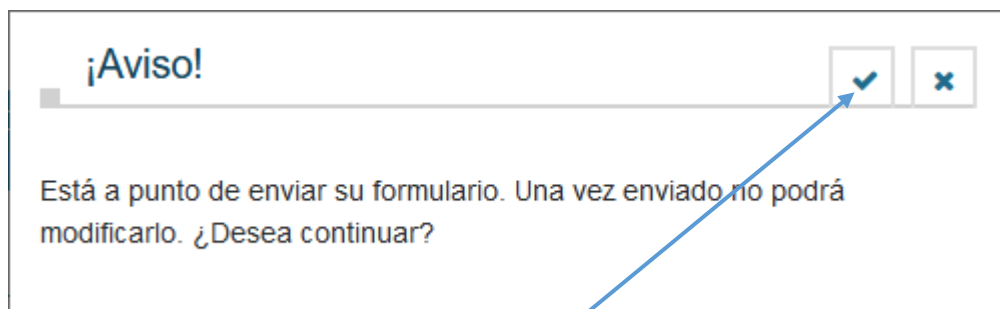 ¡Aviso!
Está a punto de enviar su formulario. Una vez enviado no podrá
modificarlo. ¿Desea continuar?